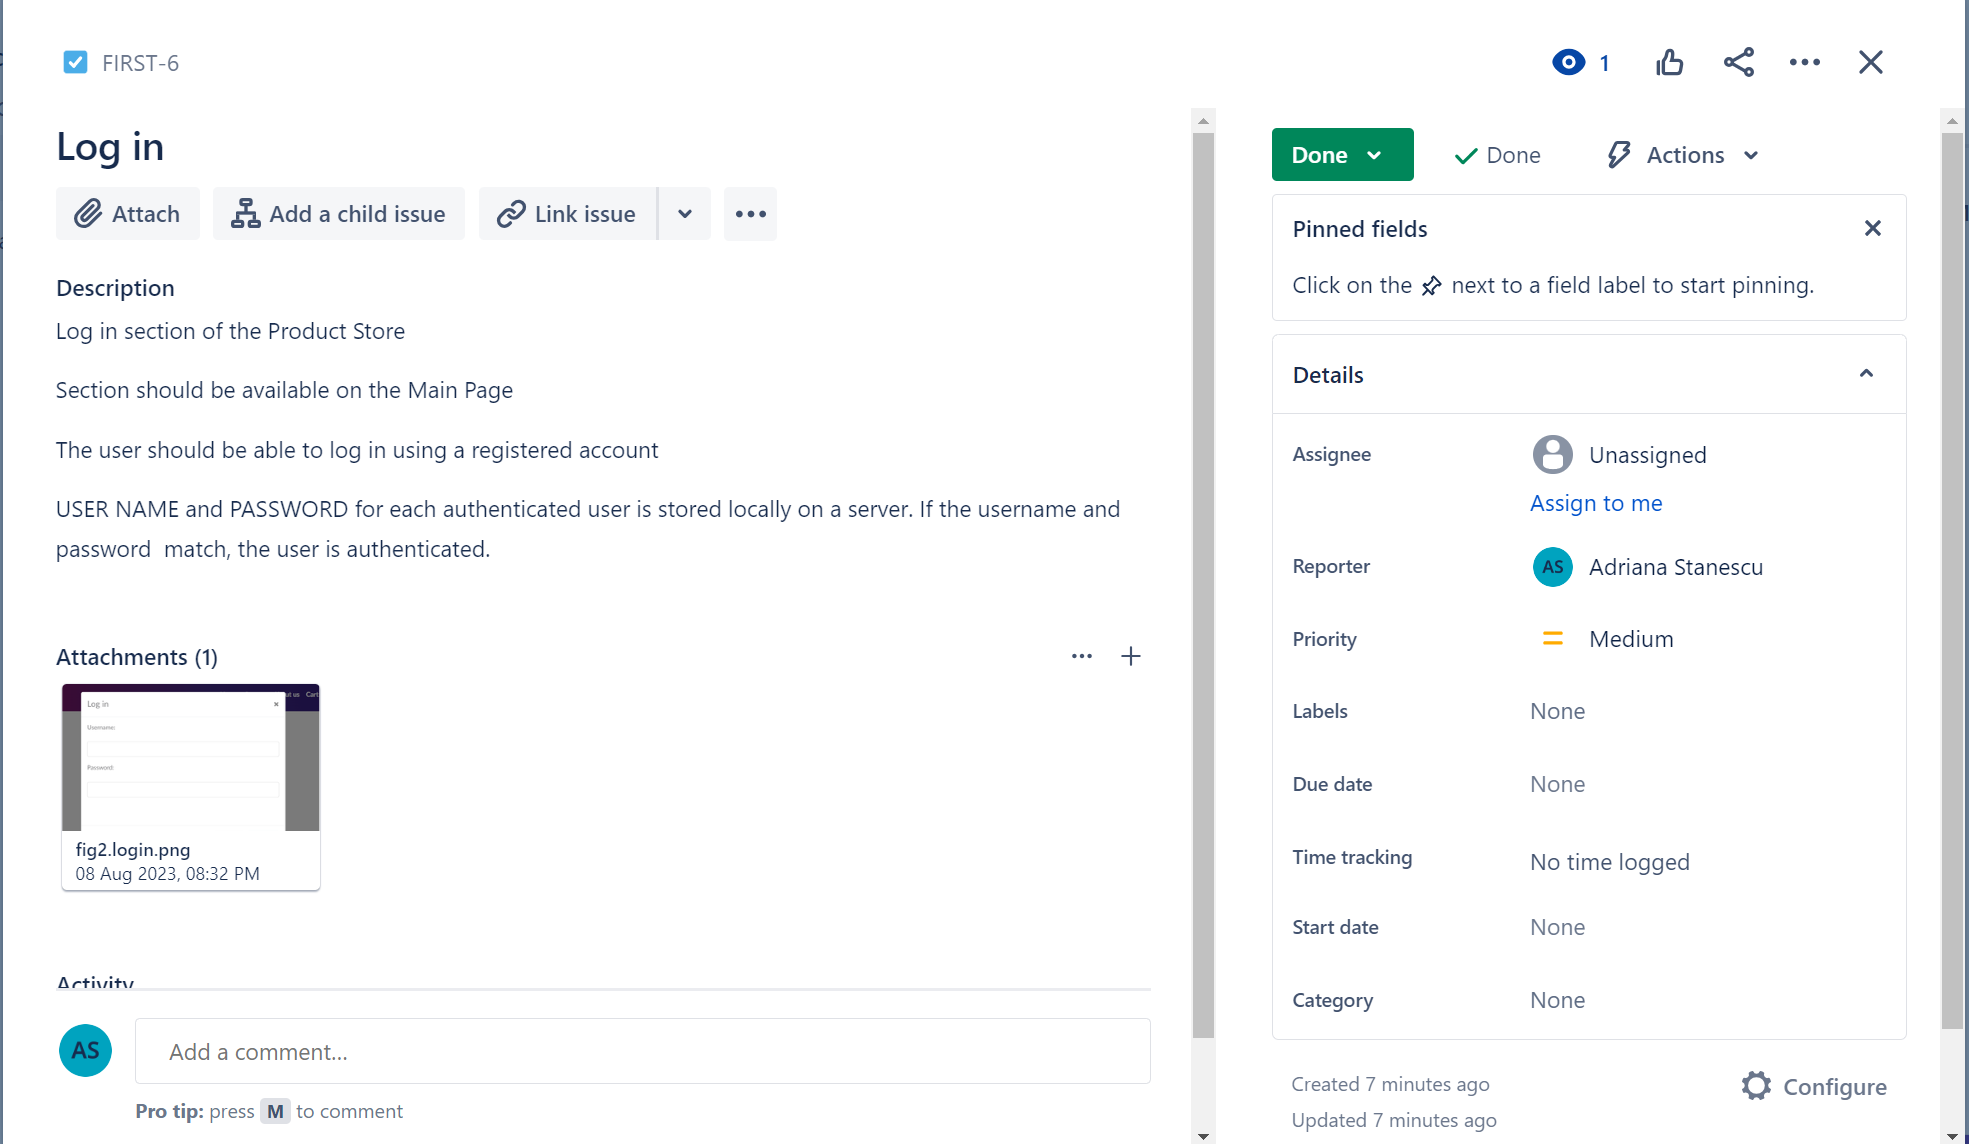 FIRST-6
1
Log in
Attach
Add a child issue
Link issue
Description
Log in section of the Product Store
Section should be available on the Main Page
The user should be able to log in using a registered account
USER NAME and PASSWORD for each authenticated user is stored locally on a server. If the username and
password  match, the user is authenticated.
Attachments (1)
ut us Cart
Log in
Username:
Password:
fig2.login.png
08 Aug 2023, 08:32 PM
Activity
AS
Add a comment...
Pro tip: press M to comment
Done
Done
Actions
Pinned fields
Click on the next to a field label to start pinning.
Details
Assignee
Unassigned
Assign to me
Reporter
AS
Adriana Stanescu
Priority
Medium
Labels
None
Due date
None
Time tracking
No time logged
Start date
None
Category
None
Created 7 minutes ago
Updated 7 minutes ago
Configure